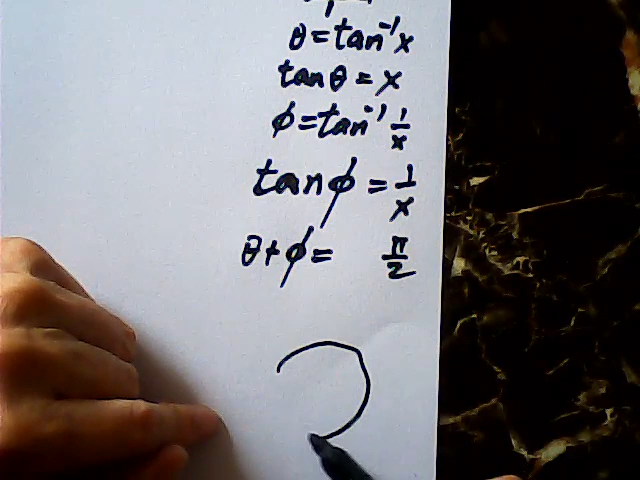 θ = tan⁻¹x
tanθ = x
ϕ = tan⁻¹ 1/x
tanϕ = 1/x
θ + ϕ = π/2